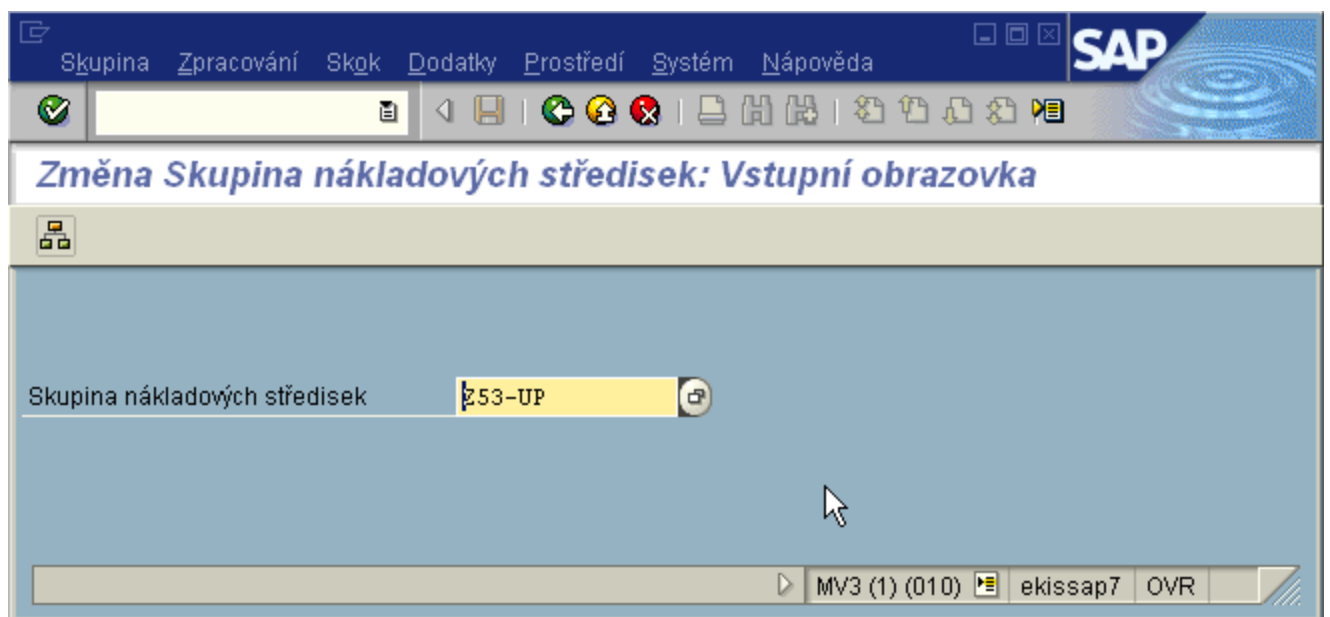 Skupina Zpracování Skok Dodatky Prostředí Systém Nápověda
SAP
Změna Skupina nákladových středisek: Vstupní obrazovka
Skupina nákladových středisek Z53-UP
MV3 (1) (010) ekissap7 OVR